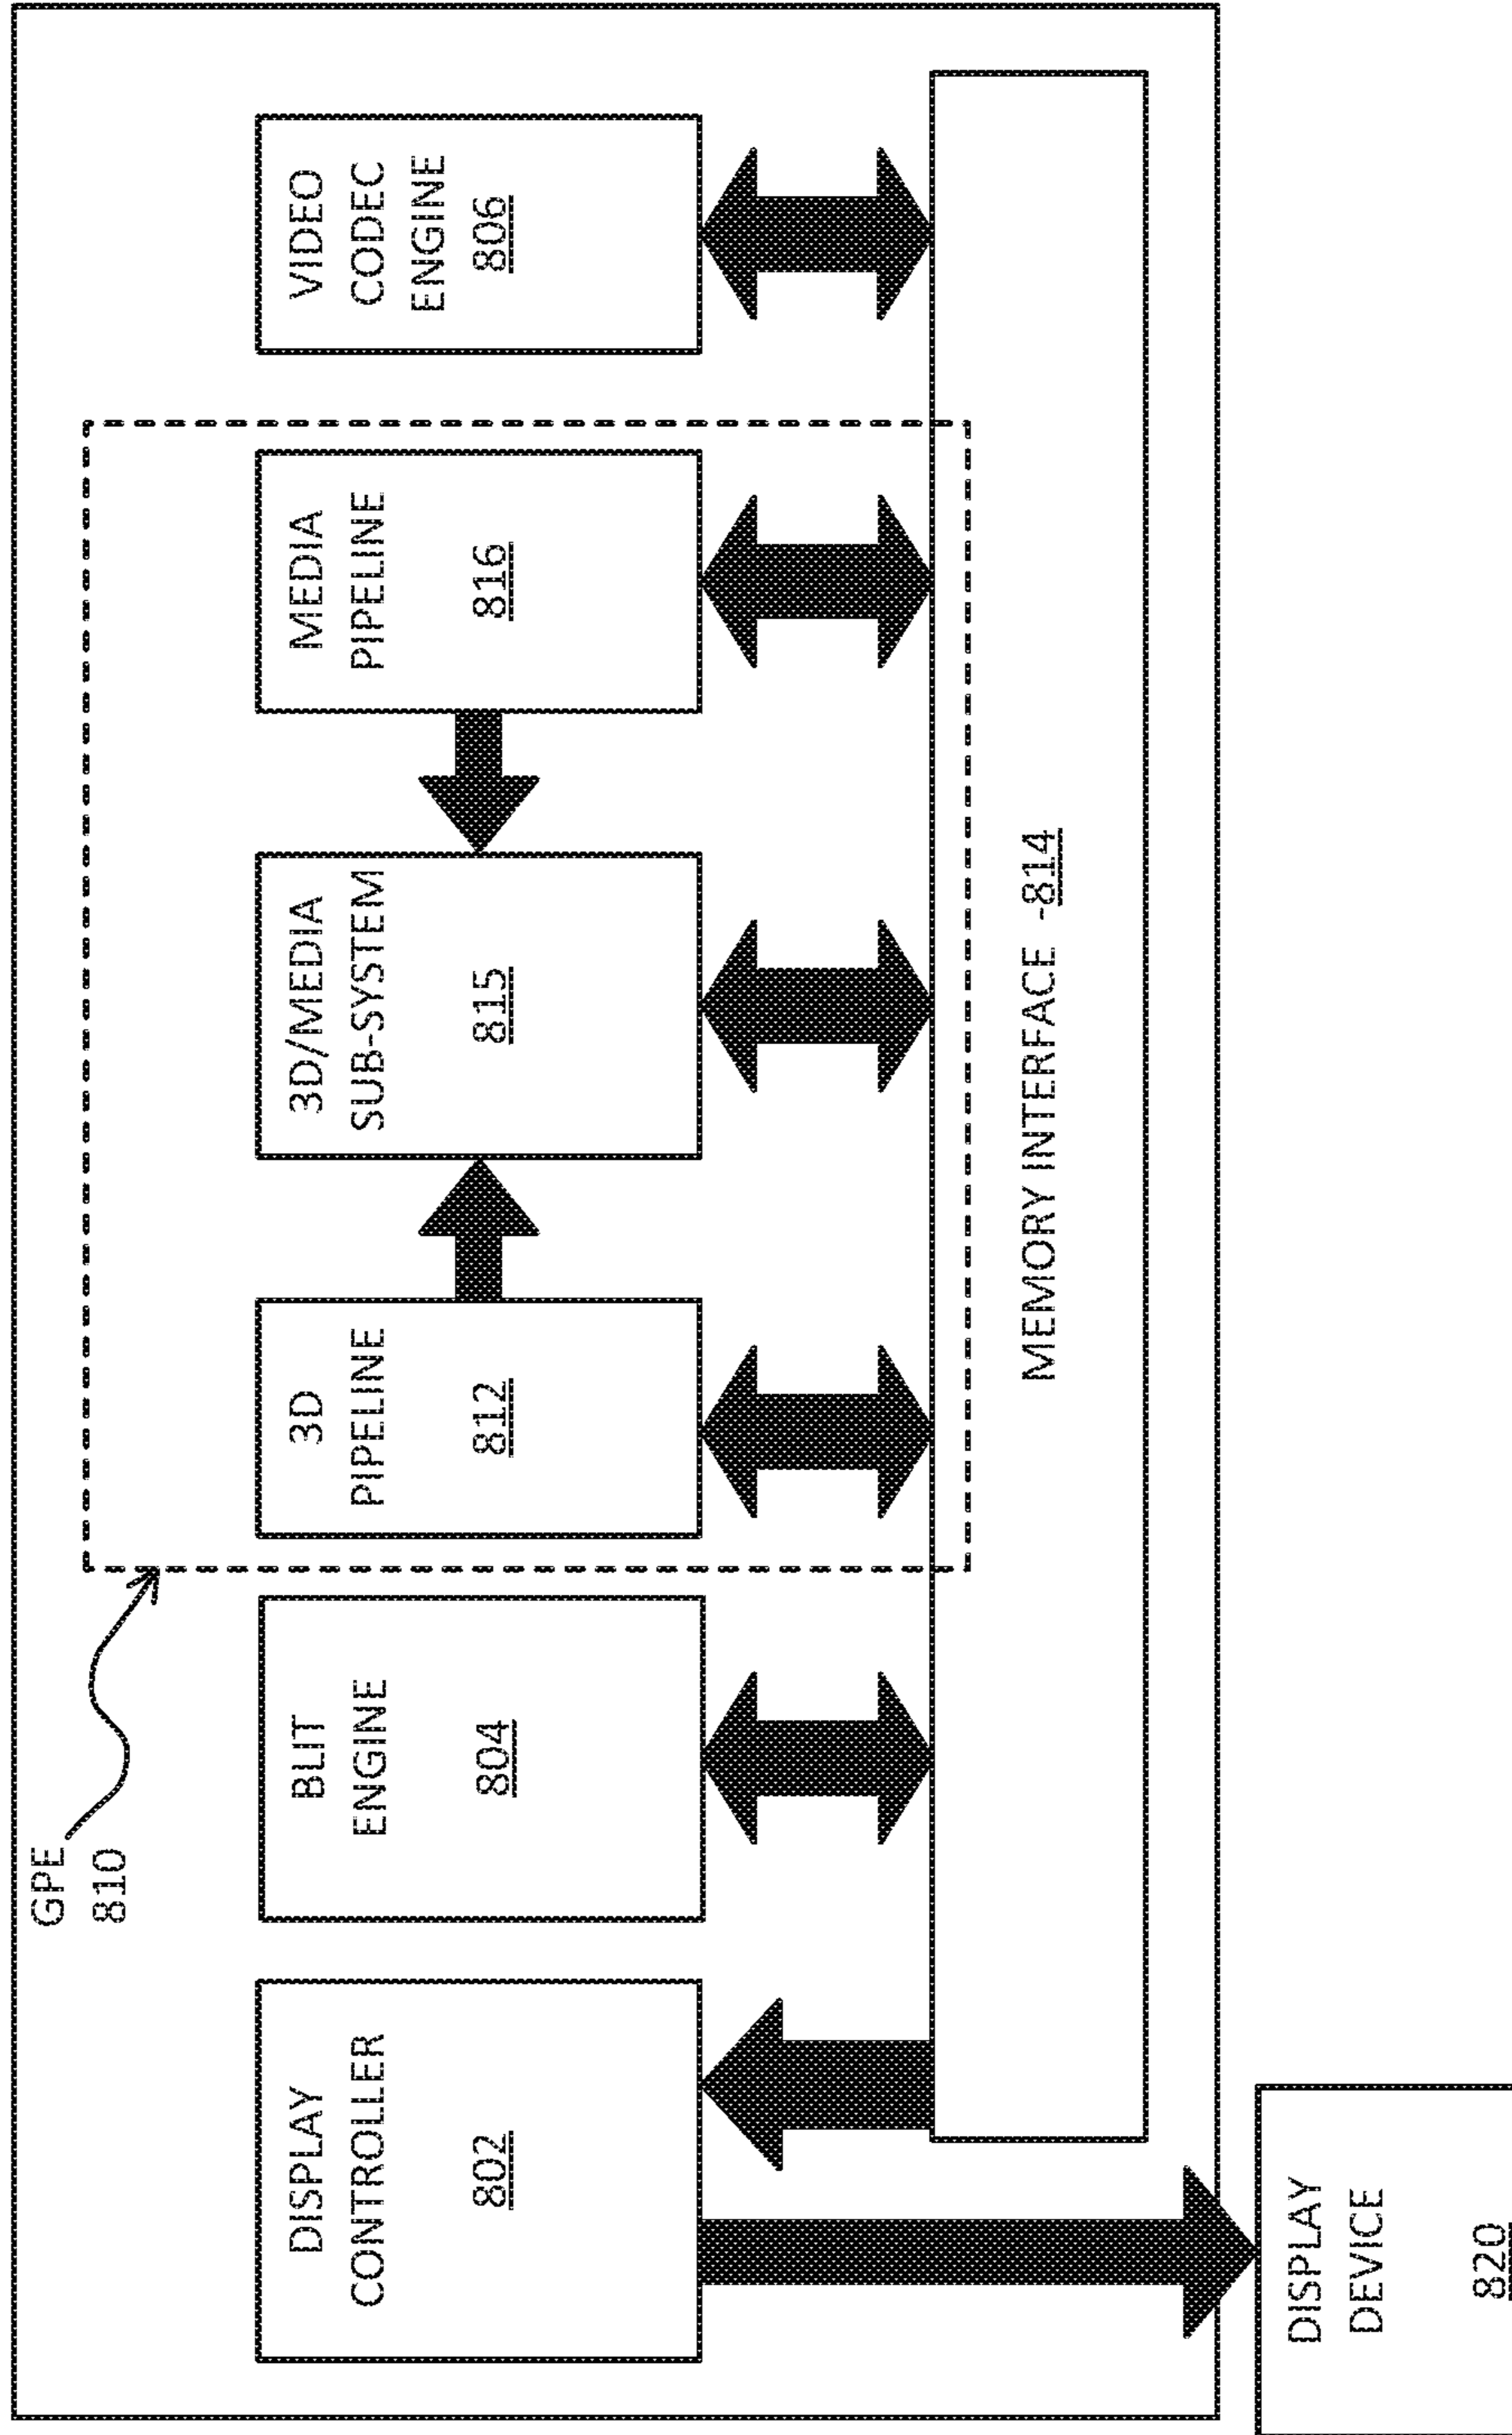 GPE
810
DISPLAY
CONTROLLER
802
BLIT
ENGINE
804
3D
PIPELINE
812
3D/MEDIA
SUB-SYSTEM
815
MEDIA
PIPELINE
816
VIDEO
CODEC
ENGINE
806
MEMORY INTERFACE -814
DISPLAY
DEVICE
820